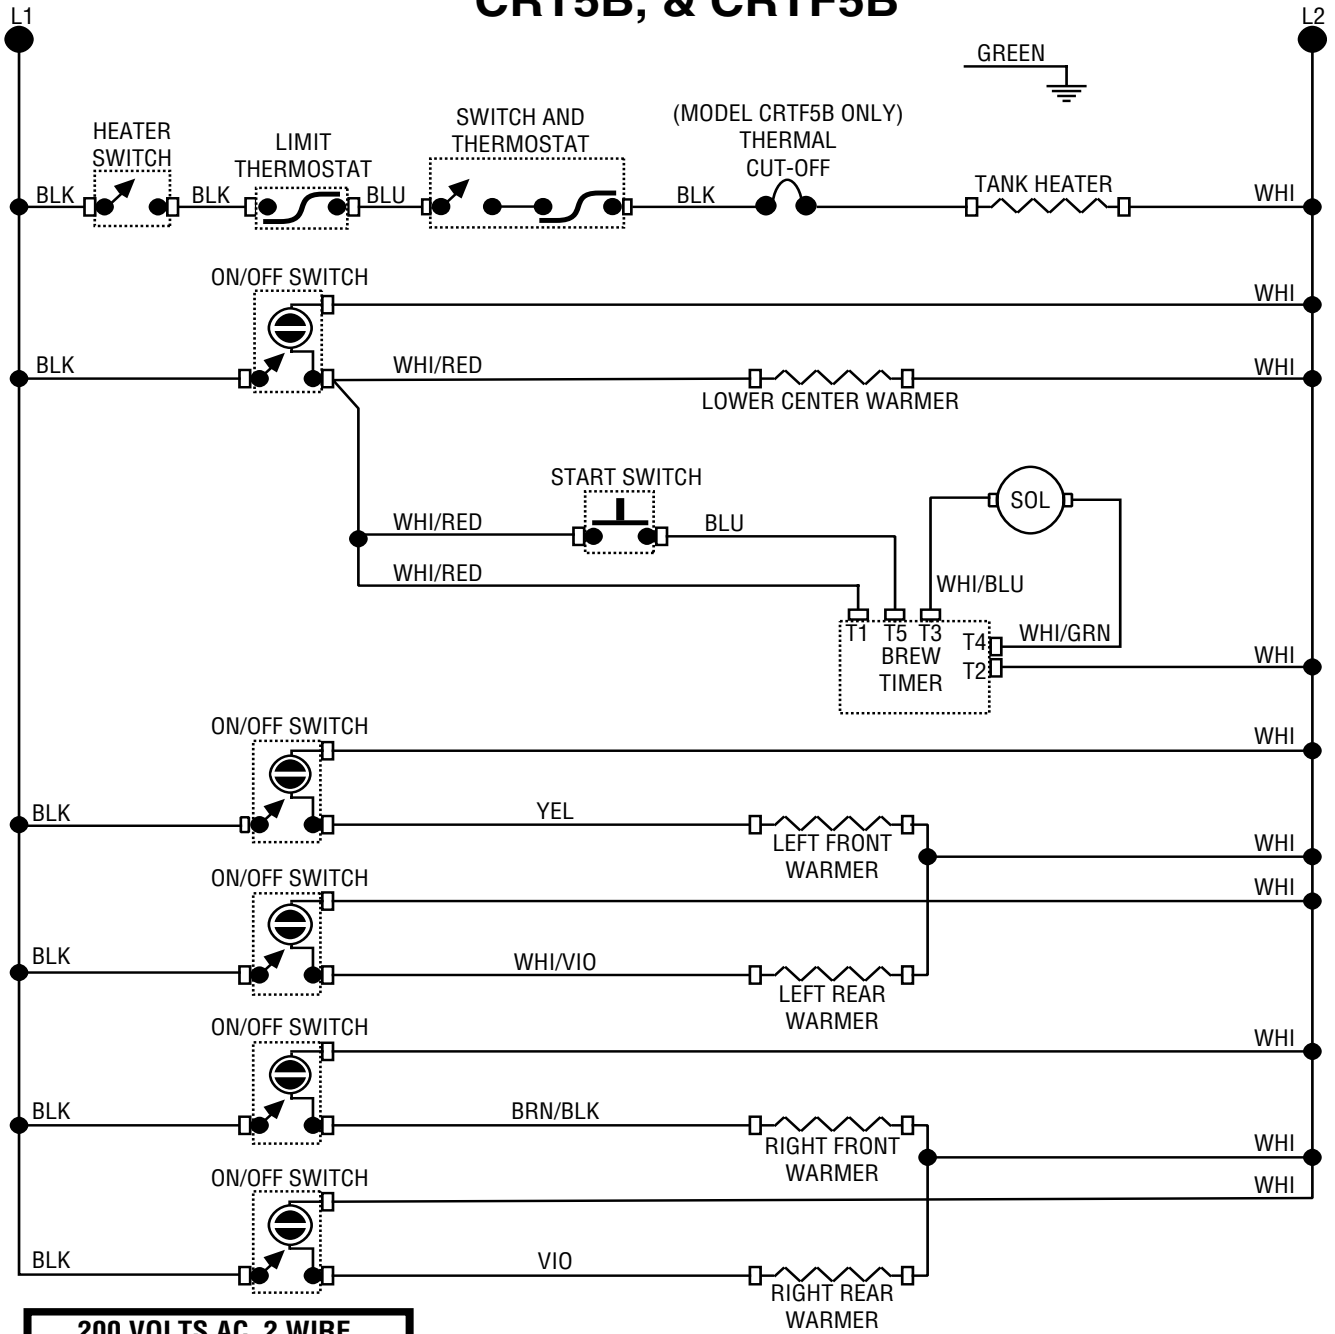 CRT5B, & CRTF5B
L1
L2
GREEN
(MODEL CRTF5B ONLY)
THERMAL
CUT-OFF
SWITCH AND
THERMOSTAT
HEATER
SWITCH
LIMIT
THERMOSTAT
TANK HEATER
BLK
BLK
BLU
BLK
WHI
ON/OFF SWITCH
WHI
BLK
WHI/RED
WHI
LOWER CENTER WARMER
START SWITCH
SOL
WHI/RED
BLU
WHI/RED
WHI/BLU
T1
T5
T3
T4
WHI/GRN
BREW
TIMER
T2
WHI
ON/OFF SWITCH
WHI
BLK
YEL
LEFT FRONT
WARMER
WHI
ON/OFF SWITCH
WHI
BLK
WHI/VIO
LEFT REAR
WARMER
ON/OFF SWITCH
WHI
BLK
BRN/BLK
RIGHT FRONT
WARMER
WHI
ON/OFF SWITCH
WHI
BLK
VIO
RIGHT REAR
WARMER
200 VOLTS AC, 2 WIRE